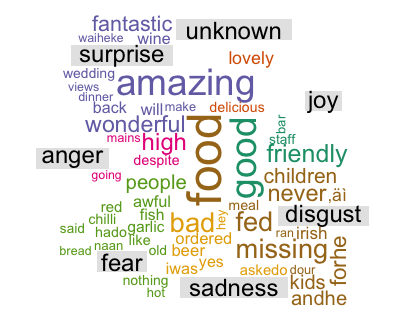 fantastic unknown
waiheke wine
surprise lovely
wedding amazing
views
dinner will make delicious joy
back
wonderful bar
mains high food good staff
anger despite friendly
going people children
awful never ,äi
red fish hey meal
chilli garlic bad fed disgust
said hado like ordered ran irish
naan old beer missing
bread fear iwas yes askedo dour forhe
nothing sadness kids
hot andhe